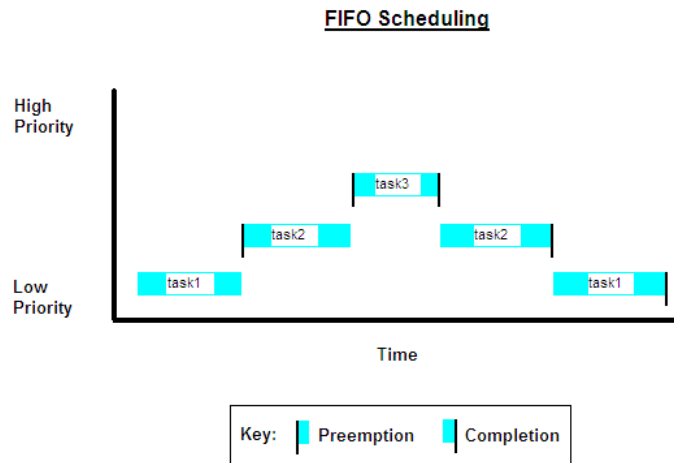 FIFO Scheduling
High
Priority
task3
task2
task2
task1
task1
Low
Priority
Time
Key:
Preemption
Completion